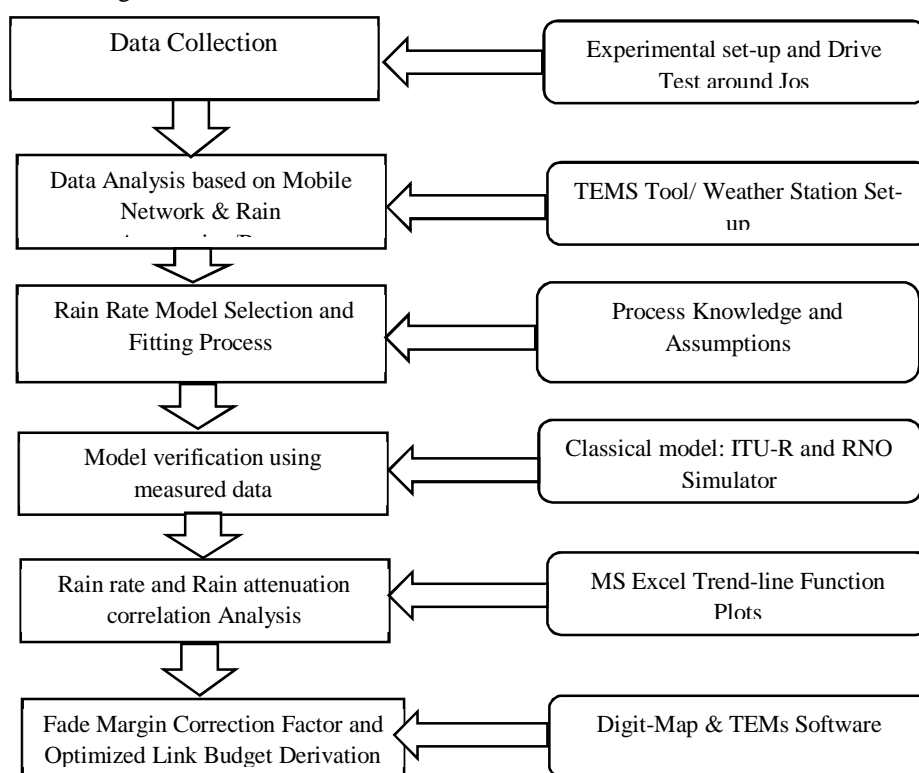 Data Collection
Experimental set-up and Drive
Test around Jos
Data Analysis based on Mobile
Network & Rain
TEMS Tool/ Weather Station Set-
up
Rain Rate Model Selection and
Fitting Process
Process Knowledge and
Assumptions
Model verification using
measured data
Classical model: ITU-R and RNO
Simulator
Rain rate and Rain attenuation
correlation Analysis
MS Excel Trend-line Function
Plots
Fade Margin Correction Factor and
Optimized Link Budget Derivation
Digit-Map & TEMs Software